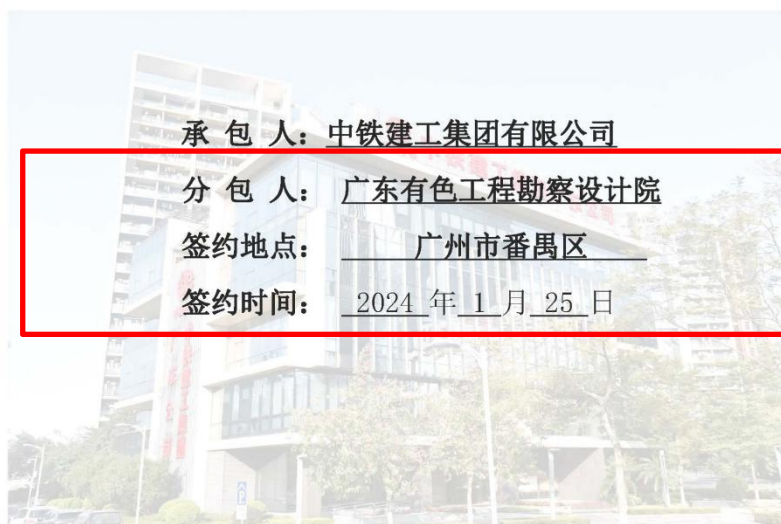 承 包 人：中铁建工集团有限公司
分 包 人： 广东有色工程勘察设计院
签约地点： 广州市番禺区
签约时间： 2024 年 1 月 25 日